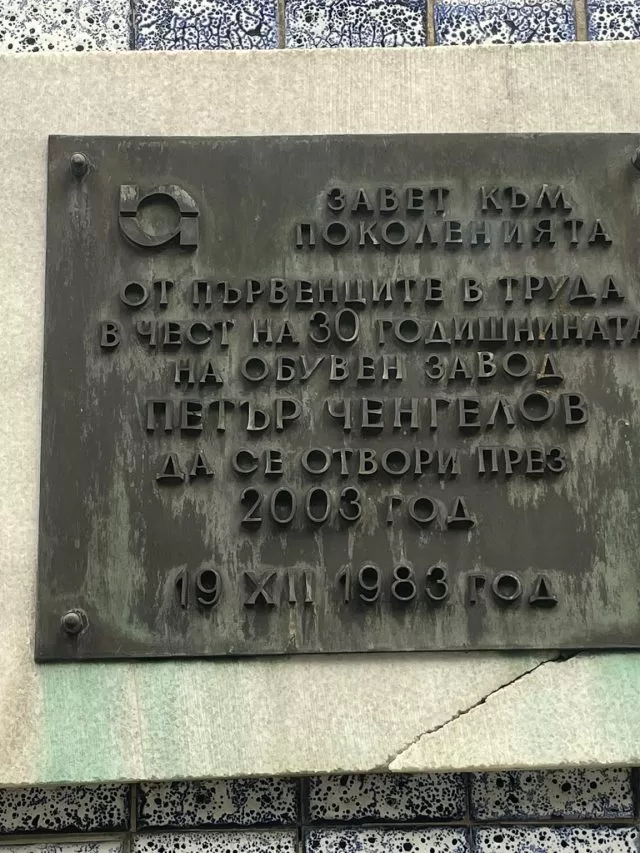 ЗАВЕТ КЪМ
ПОКОЛЕНИЯТА
ОТ ПЪРВЕНЦИТЕ В ТРУДА
В ЧЕСТ НА 30 ГОДИШНИНАТА
НА ОБУВЕН ЗАВОД
ПЕТЪР ЧЕНГЕЛОВ
ДА СЕ ОТВОРИ ПРЕЗ
2003 ГОД
19 XII 1983 ГОД